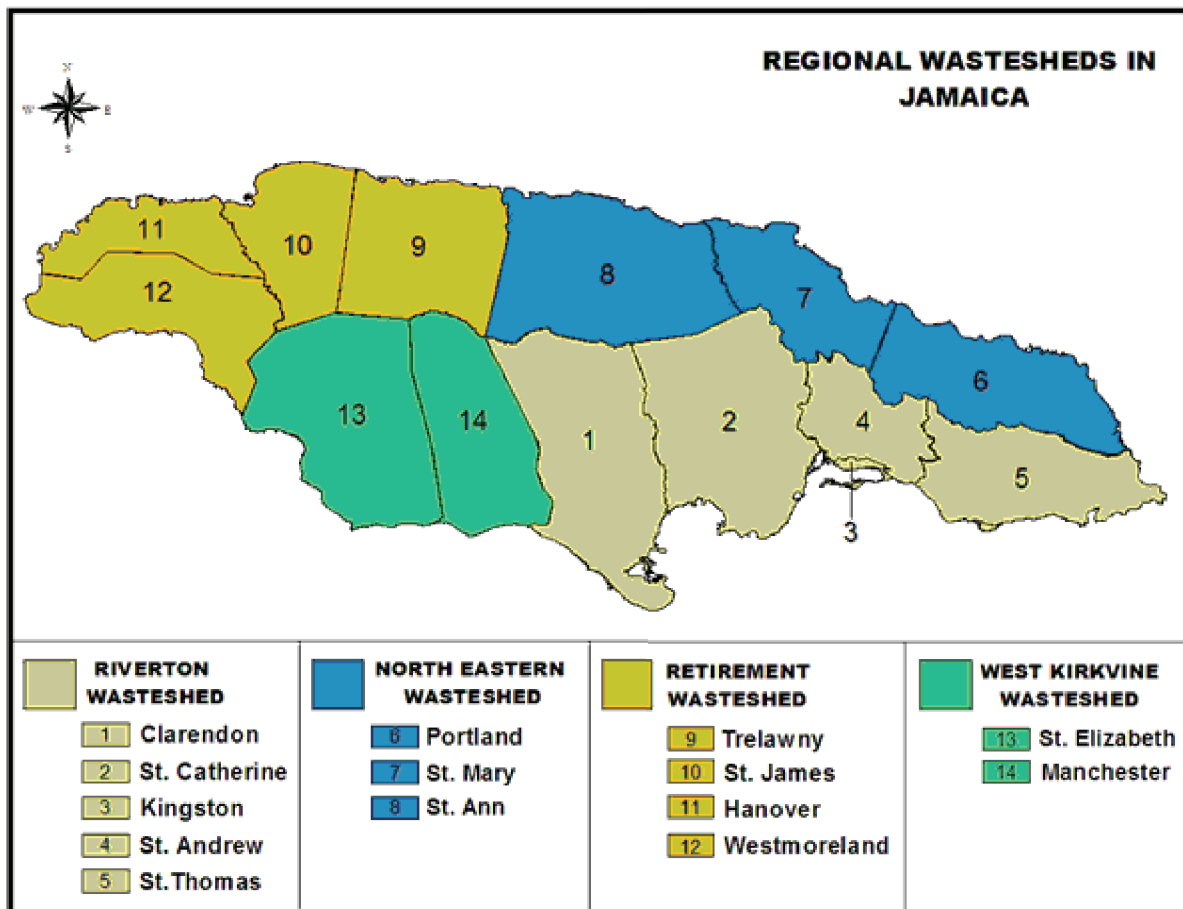 REGIONAL WASTESHEDS IN
JAMAICA
N
W
E
S
11
10
9
8
12
7
6
13
14
1
2
4
5
3
RIVERTON
WASTESHED
1 Clarendon
2 St. Catherine
3 Kingston
4 St. Andrew
5 St.Thomas
NORTH EASTERN
WASTESHED
6 Portland
7 St. Mary
8 St. Ann
RETIREMENT
WASTESHED
9 Trelawny
10 St. James
11 Hanover
12 Westmoreland
WEST KIRKVINE
WASTESHED
13 St. Elizabeth
14 Manchester